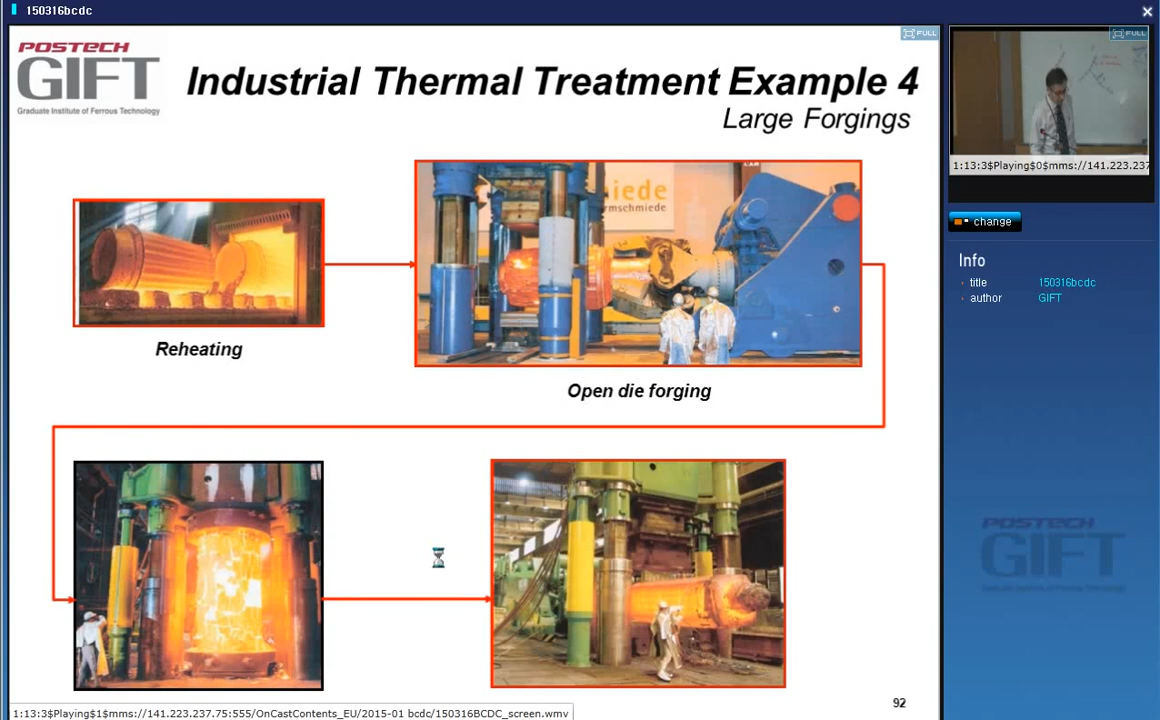 150316bcdc
POSTECH
GIFT
Graduate Institute of Ferrous Technology
Industrial Thermal Treatment Example 4
Large Forgings
FULL
Reheating
iede
rmschmiede
Open die forging
92
1:13:3$Playing$1$mms://141.223.237.75:555/OnCastContents_EU/2015-01 bcdc/150316BCDC_screen.wmv
FULL
1:13:3$Playing$0$mms://141.223.237
change
Info
title 150316bcdc
author GIFT
POSTECH
GIFT